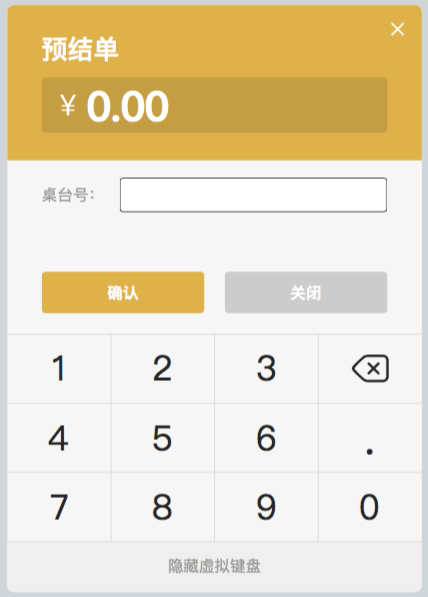 预结单
¥ 0.00
桌台号：
确认 关闭
1 2 3
4 5 6 .
7 8 9 0
隐藏虚拟键盘